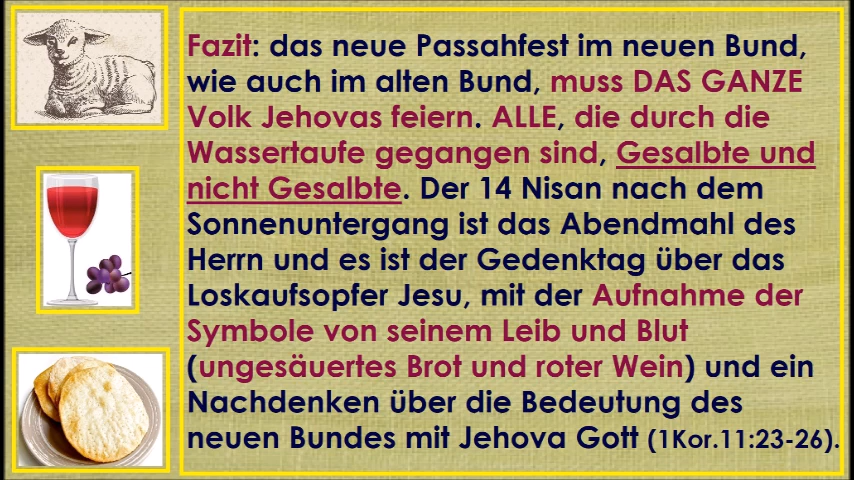 Fazit: das neue Passahfest im neuen Bund,
wie auch im alten Bund, muss DAS GANZE
Volk Jehovas feiern. ALLE, die durch die
Wassertaufe gegangen sind, Gesalbte und
nicht Gesalbte. Der 14 Nisan nach dem
Sonnenuntergang ist das Abendmahl des
Herrn und es ist der Gedenktag über das
Loskaufsopfer Jesu, mit der Aufnahme der
Symbole von seinem Leib und Blut
(ungesäuertes Brot und roter Wein) und ein
Nachdenken über die Bedeutung des
neuen Bundes mit Jehova Gott (1Kor.11:23-26).